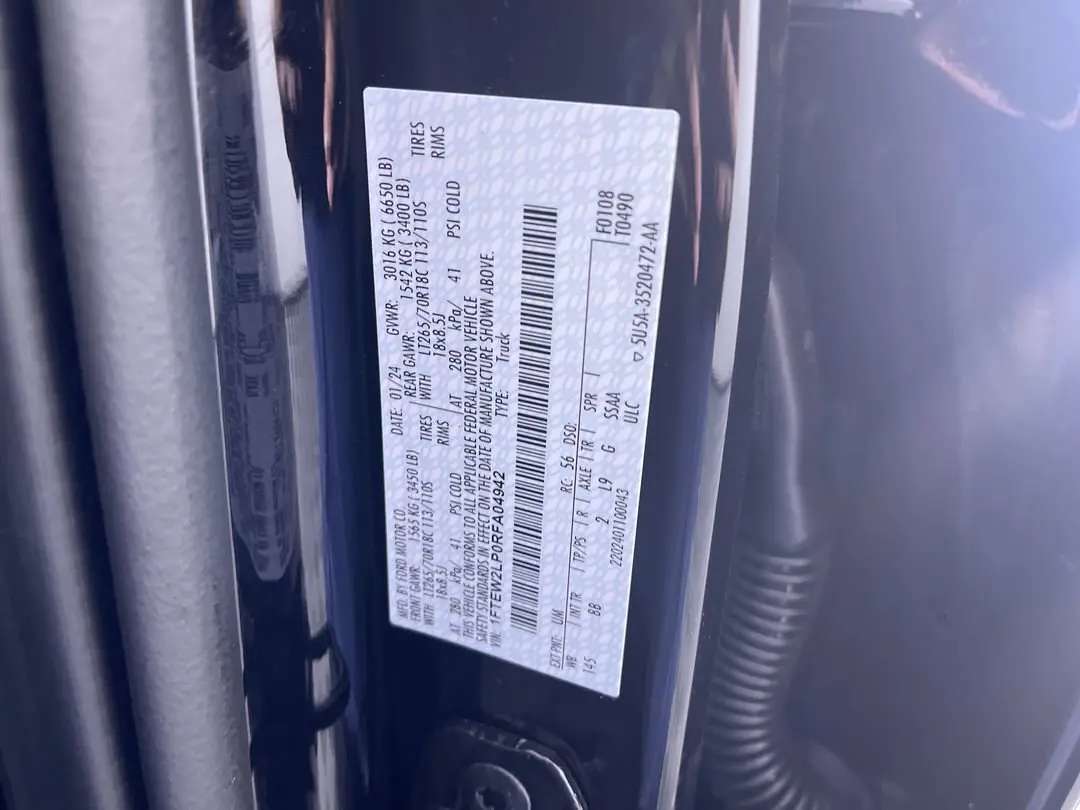 MFD. BY FORD MOTOR CO.
DATE: 01/24 GVWR: 3016 KG ( 6650 LB)
FRONT GAWR: 1565 KG ( 3450 LB) REAR GAWR: 1542 KG ( 3400 LB)
WITH LT265/70R18C 113/110S TIRES WITH LT265/70R18C 113/110S TIRES
18x8.5J RIMS 18x8.5J RIMS
AT 280 kPa/ 41 PSI COLD AT 280 kPa/ 41 PSI COLD
THIS VEHICLE CONFORMS TO ALL APPLICABLE FEDERAL MOTOR VEHICLE
SAFETY STANDARDS IN EFFECT ON THE DATE OF MANUFACTURE SHOWN ABOVE.
VIN: 1FTEW2LP0RFA04942 TYPE: Truck
EXT PNT: UM RC: 56 DSO: F0108
WB INT TR TP/PS R AXLE TR SPR T0490
145 BB 2 L9 G SSAA
2202401100043 ULC
▽ 5U5A-3520472-AA